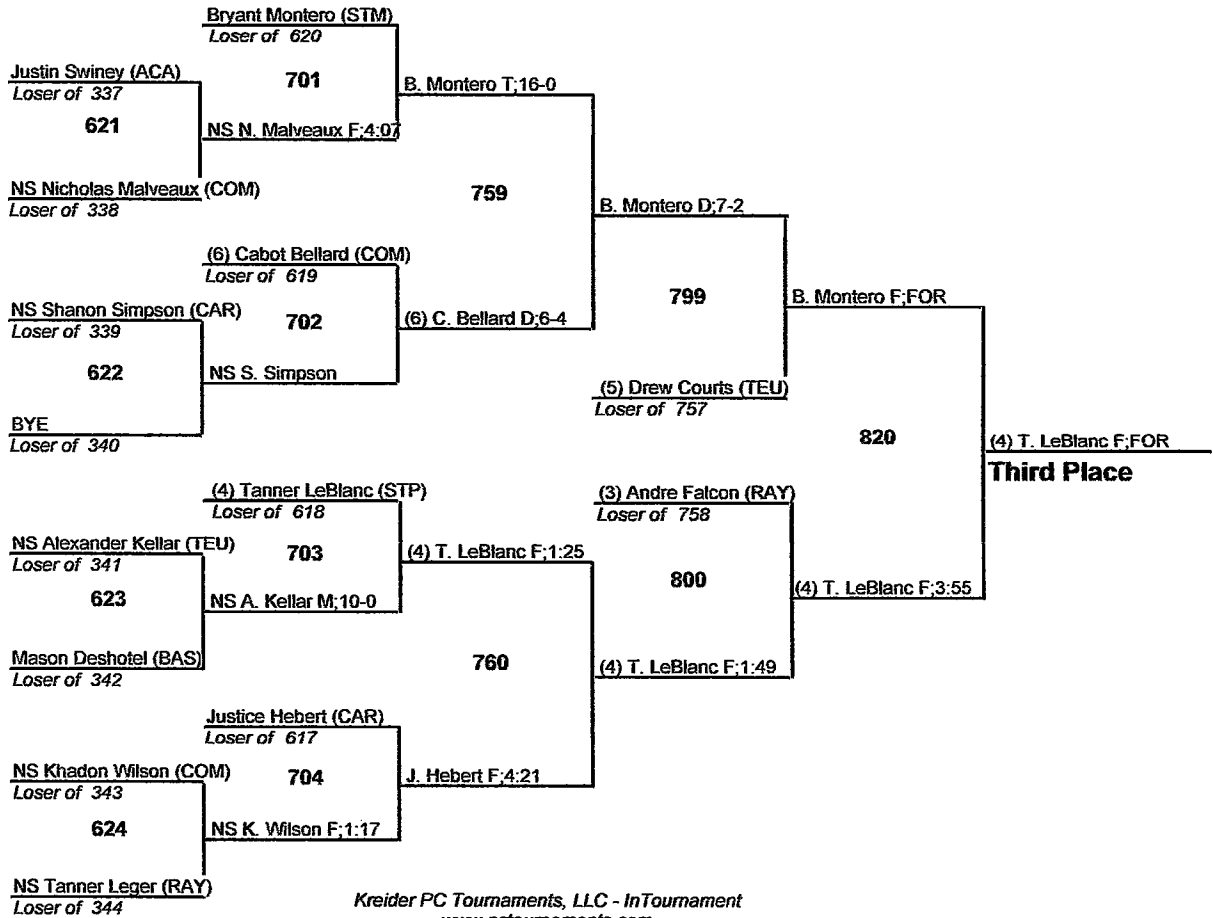 Bryant Montero (STM)
Loser of 620
Justin Swiney (ACA)
Loser of 337
701
B. Montero T;16-0
621
NS N. Malveaux F;4:07
NS Nicholas Malveaux (COM)
Loser of 338
759
B. Montero D;7-2
(6) Cabot Bellard (COM)
Loser of 619
NS Shanon Simpson (CAR)
Loser of 339
702
(6) C. Bellard D;6-4
799
B. Montero F;FOR
622
NS S. Simpson
(5) Drew Courts (TEU)
Loser of 757
BYE
Loser of 340
820
(4) T. LeBlanc F;FOR
Third Place
(4) Tanner LeBlanc (STP)
Loser of 618
(3) Andre Falcon (RAY)
Loser of 758
NS Alexander Kellar (TEU)
Loser of 341
703
(4) T. LeBlanc F;1:25
800
(4) T. LeBlanc F;3:55
623
NS A. Kellar M;10-0
Mason Deshotel (BAS)
Loser of 342
760
(4) T. LeBlanc F;1:49
Justice Hebert (CAR)
Loser of 617
NS Khadon Wilson (COM)
Loser of 343
704
J. Hebert F;4:21
624
NS K. Wilson F;1:17
NS Tanner Leger (RAY)
Loser of 344
Kreider PC Tournaments, LLC - InTournament
www.pctournaments.com